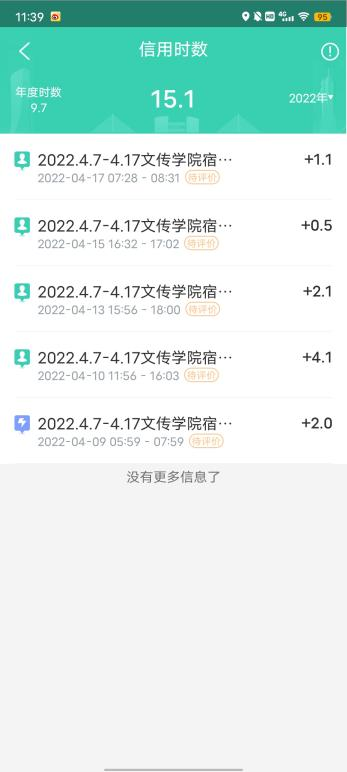 11:39
4G
95
信用时数
年度时数
9.7
15.1
2022年
2022.4.7-4.17文传学院宿…
+1.1
2022-04-17 07:28 - 08:31 待评价
2022.4.7-4.17文传学院宿…
+0.5
2022-04-15 16:32 - 17:02 待评价
2022.4.7-4.17文传学院宿…
+2.1
2022-04-13 15:56 - 18:00 待评价
2022.4.7-4.17文传学院宿…
+4.1
2022-04-10 11:56 - 16:03 待评价
2022.4.7-4.17文传学院宿…
+2.0
2022-04-09 05:59 - 07:59 待评价
没有更多信息了